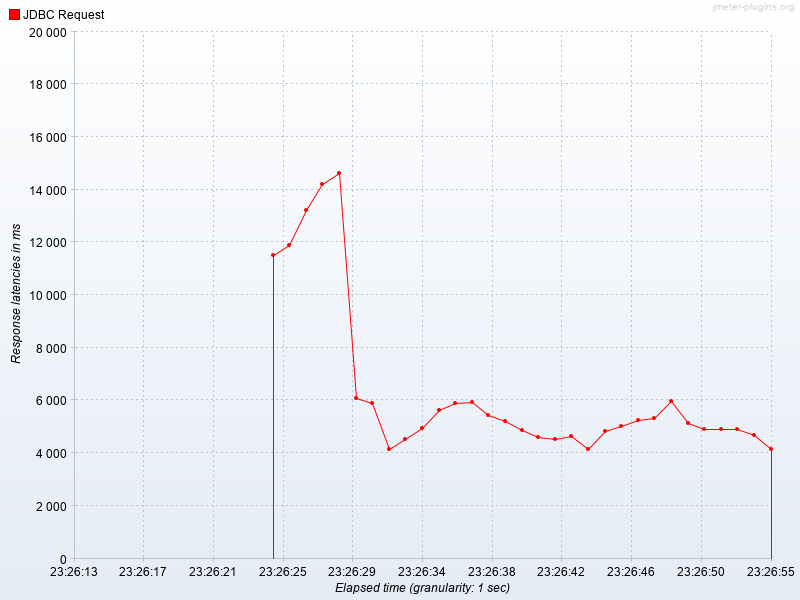 jmeter-plugins.org
JDBC Request
20 000
18 000
16 000
14 000
12 000
10 000
8 000
6 000
4 000
2 000
0
Response latencies in ms
23:26:13 23:26:17 23:26:21 23:26:25 23:26:29 23:26:34 23:26:38 23:26:42 23:26:46 23:26:50 23:26:55
Elapsed time (granularity: 1 sec)